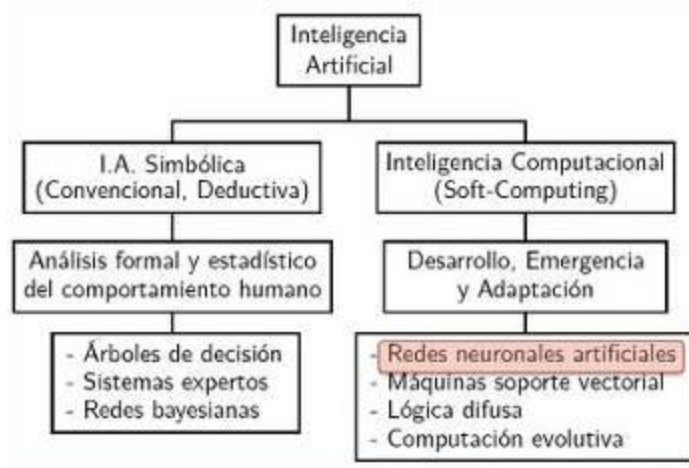 Inteligencia
Artificial
I.A. Simbólica
(Convencional, Deductiva)
Inteligencia Computacional
(Soft-Computing)
Análisis formal y estadístico
del comportamiento humano
Desarrollo, Emergencia
y Adaptación
- Árboles de decisión
- Sistemas expertos
- Redes bayesianas
- Redes neuronales artificiales
- Máquinas soporte vectorial
- Lógica difusa
- Computación evolutiva